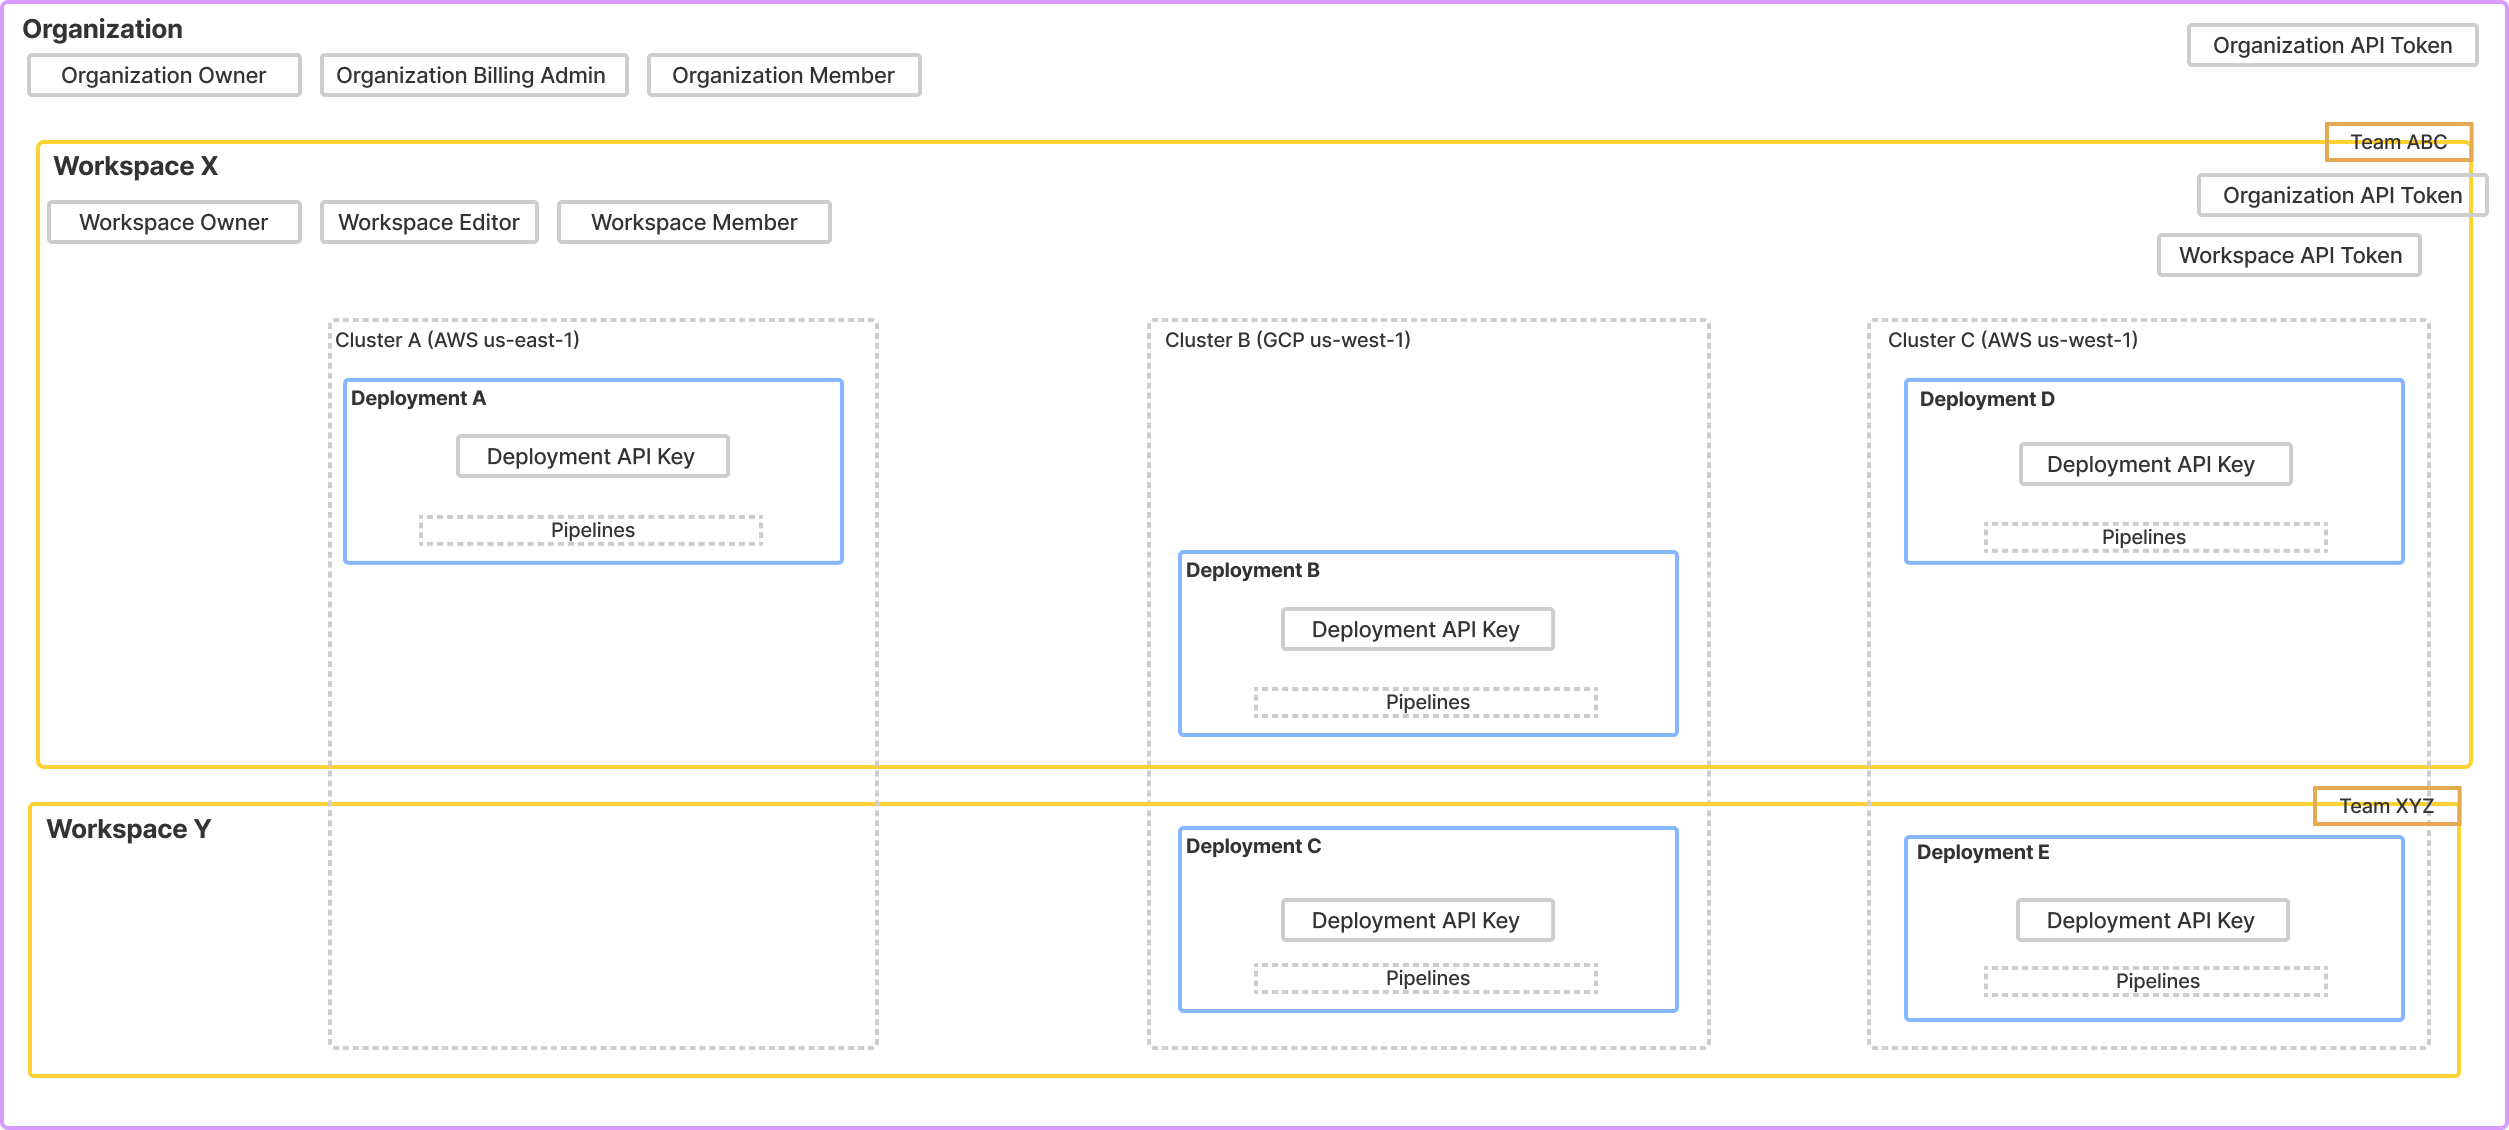 Organization
Organization API Token
Organization Owner
Organization Billing Admin
Organization Member
Team ABC
Workspace X
Organization API Token
Workspace Owner
Workspace Editor
Workspace Member
Workspace API Token
Cluster A (AWS us-east-1)
Cluster B (GCP us-west-1)
Cluster C (AWS us-west-1)
Deployment A
Deployment API Key
Pipelines
Deployment D
Deployment API Key
Pipelines
Deployment B
Deployment API Key
Pipelines
Team XYZ
Workspace Y
Deployment C
Deployment API Key
Pipelines
Deployment E
Deployment API Key
Pipelines